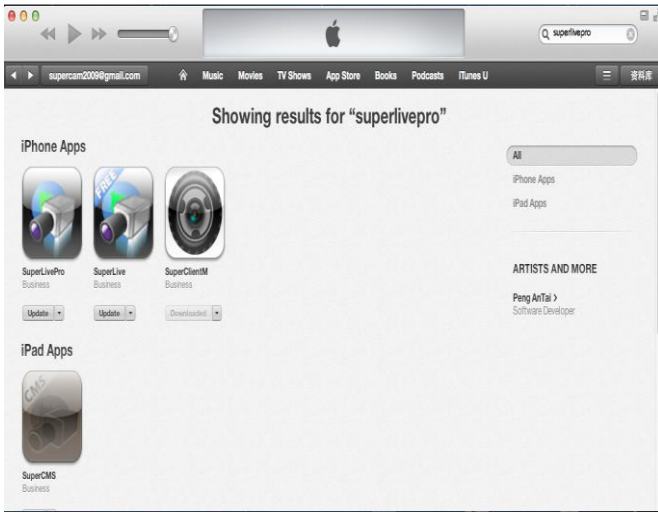 superlivepro
supercam2009@gmail.com Music Movies TV Shows App Store Books Podcasts iTunes U 资料库
Showing results for “superlivepro”
iPhone Apps
FREE
SuperLivePro
Business
Update
SuperLive
Business
Update
SuperClientM
Business
Downloaded
iPad Apps
CMS
SuperCMS
Business
All
iPhone Apps
iPad Apps
ARTISTS AND MORE
Peng AnTai >
Software Developer